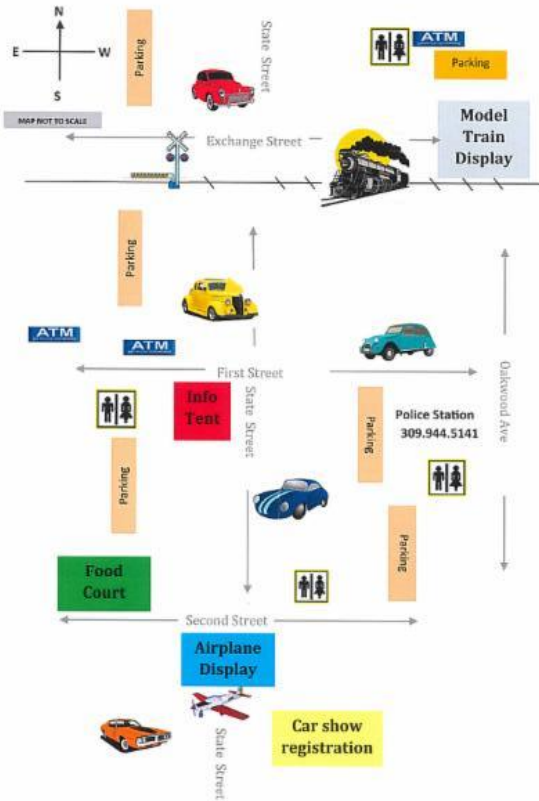 N
E
W
S
MAP NOT TO SCALE
Parking
State Street
ATM
Parking
Exchange Street
Model
Train
Display
Parking
ATM
ATM
First Street
Oakwood Ave
Info
Tent
State Street
Parking
Police Station
309.944.5141
Parking
Parking
Food
Court
Second Street
Airplane
Display
State Street
Car show
registration